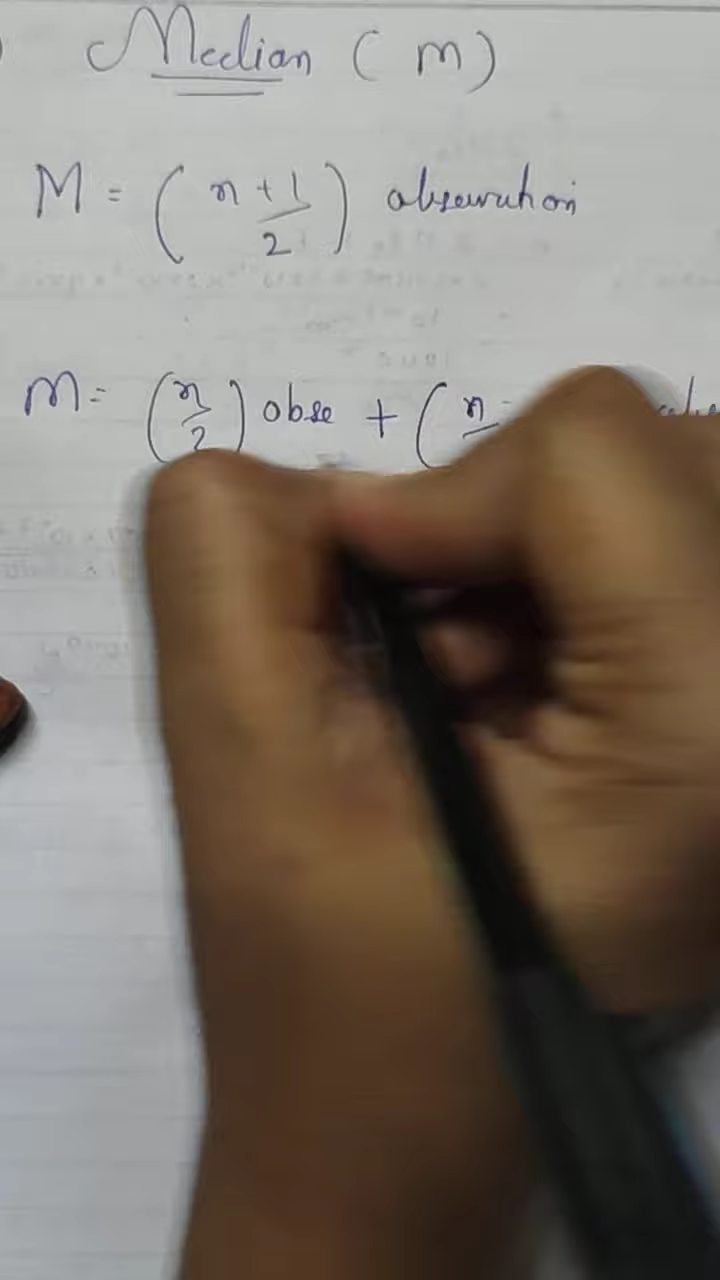 Median ( m )
M = ( n + 1 / 2 ) observation
M = ( n / 2 ) obse + ( n